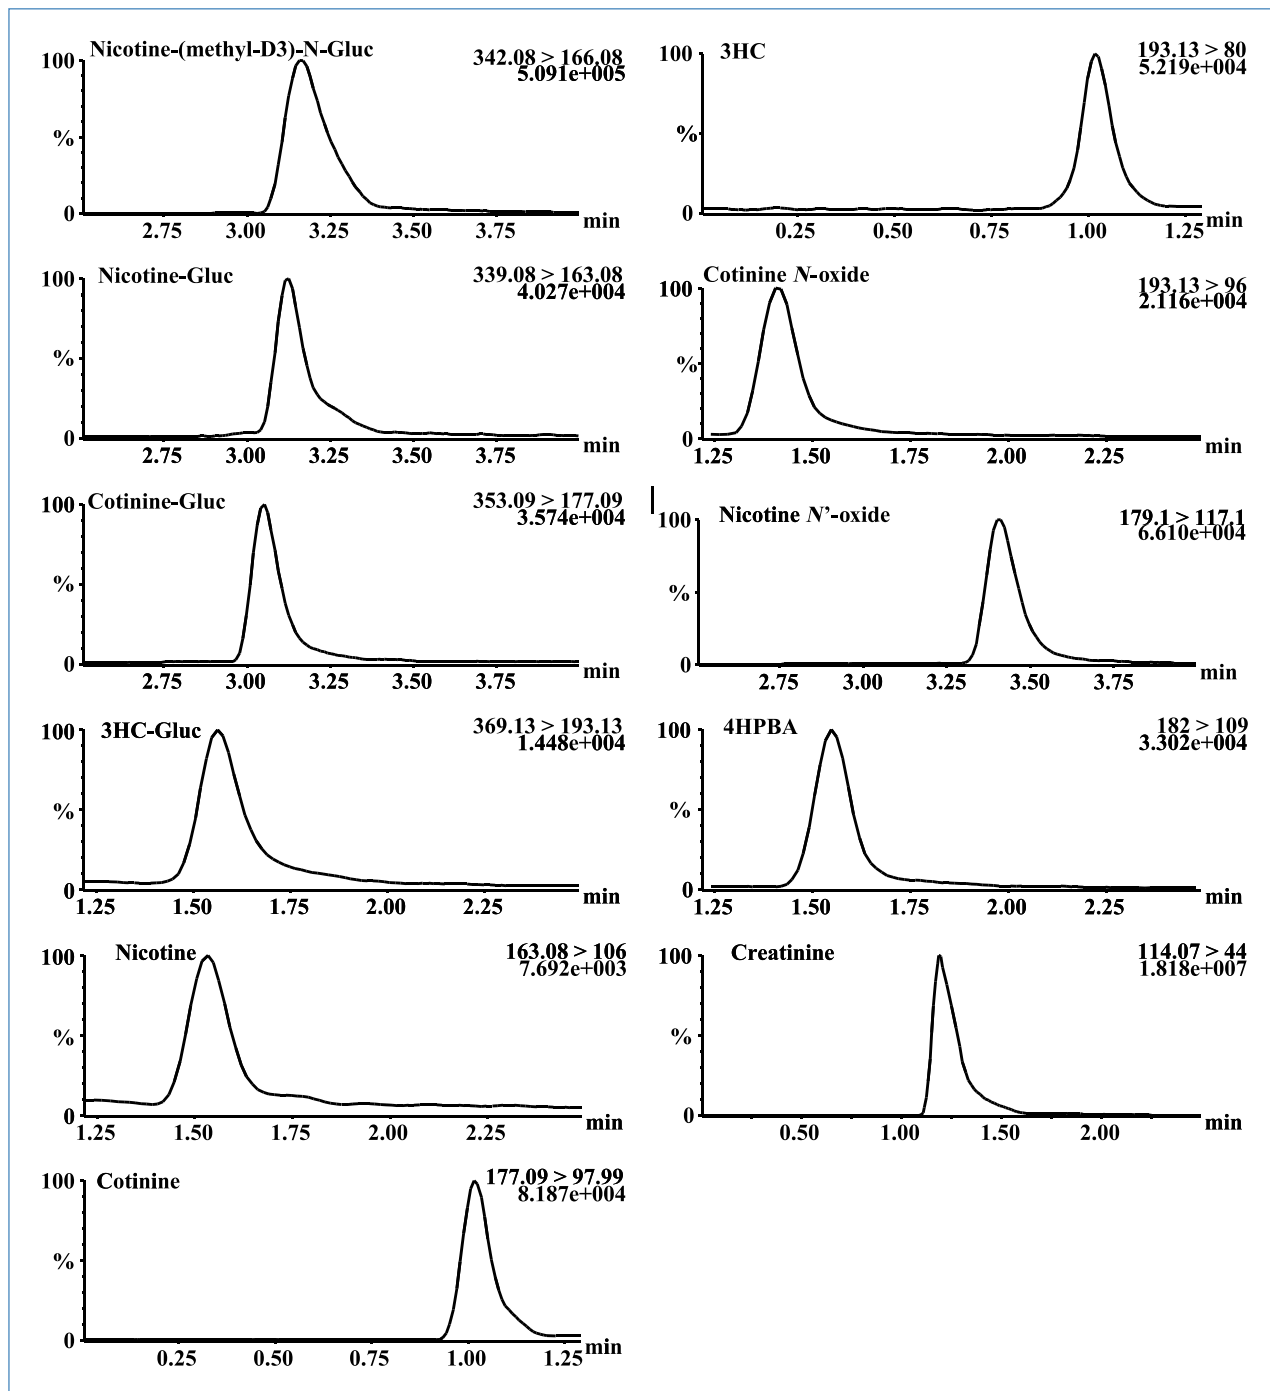 Nicotine-(methyl-D3)-N-Gluc
342.08 > 166.08
5.091e+005
100
%
0
2.75 3.00 3.25 3.50 3.75 min
3HC
193.13 > 80
5.219e+004
100
%
0
0.25 0.50 0.75 1.00 1.25 min
Nicotine-Gluc
339.08 > 163.08
4.027e+004
100
%
0
2.75 3.00 3.25 3.50 3.75 min
Cotinine N-oxide
193.13 > 96
2.116e+004
100
%
0
1.25 1.50 1.75 2.00 2.25 min
Cotinine-Gluc
353.09 > 177.09
3.574e+004
100
%
0
2.75 3.00 3.25 3.50 3.75 min
Nicotine N’-oxide
179.1 > 117.1
6.610e+004
100
%
0
2.75 3.00 3.25 3.50 3.75 min
3HC-Gluc
369.13 > 193.13
1.448e+004
100
%
0
1.25 1.50 1.75 2.00 2.25 min
4HPBA
182 > 109
3.302e+004
100
%
0
1.25 1.50 1.75 2.00 2.25 min
Nicotine
163.08 > 106
7.692e+003
100
%
0
1.25 1.50 1.75 2.00 2.25 min
Creatinine
114.07 > 44
1.818e+007
100
%
0
0.50 1.00 1.50 2.00 min
Cotinine
177.09 > 97.99
8.187e+004
100
%
0
0.25 0.50 0.75 1.00 1.25 min